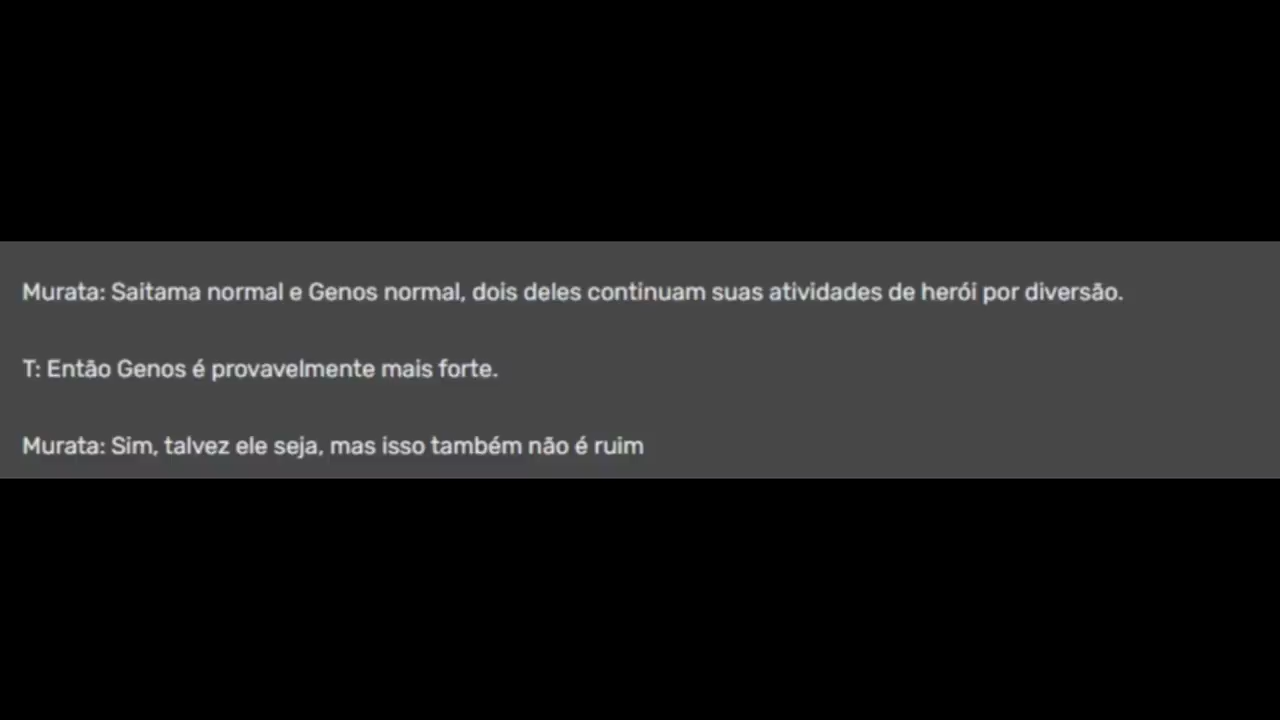 Murata: Saitama normal e Genos normal, dois deles continuam suas atividades de herói por diversão.
T: Então Genos é provavelmente mais forte.
Murata: Sim, talvez ele seja, mas isso também não é ruim